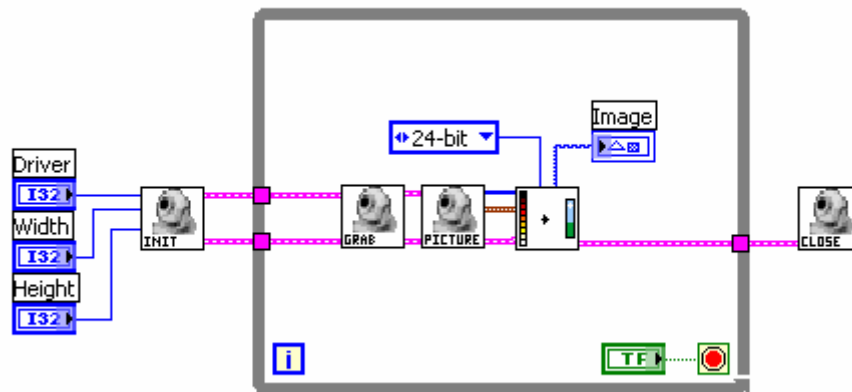 Image
24-bit
Driver
I32
Width
I32
Height
I32
INIT
GRAB
PICTURE
CLOSE
i
TF